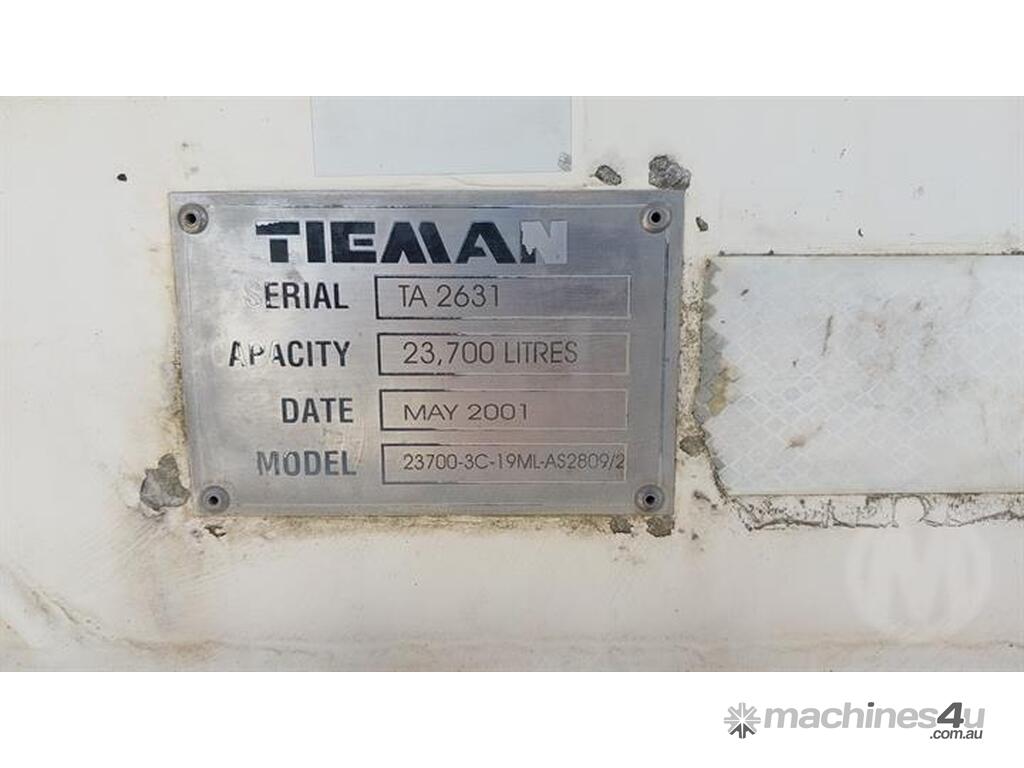 TIEMAN
SERIAL TA 2631
APACITY 23,700 LITRES
DATE MAY 2001
MODEL 23700-3C-19ML-AS2809/2
M
machines4u
.com.au